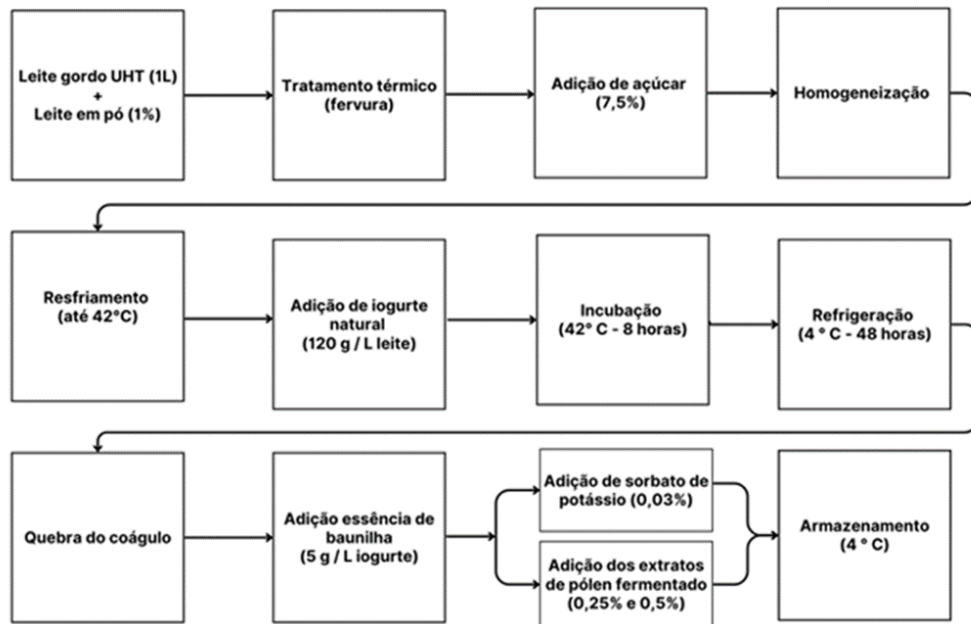 Leite gordo UHT (1L)
+
Leite em pó (1%)
Tratamento térmico
(fervura)
Adição de açúcar
(7,5%)
Homogeneização
Resfriamento
(até 42°C)
Adição de iogurte
natural
(120 g / L leite)
Incubação
(42° C - 8 horas)
Refrigeração
(4 ° C - 48 horas)
Quebra do coágulo
Adição essência de
baunilha
(5 g / L iogurte)
Adição de sorbato de
potássio (0,03%)
Adição dos extratos
de pólen fermentado
(0,25% e 0,5%)
Armazenamento
(4 ° C)